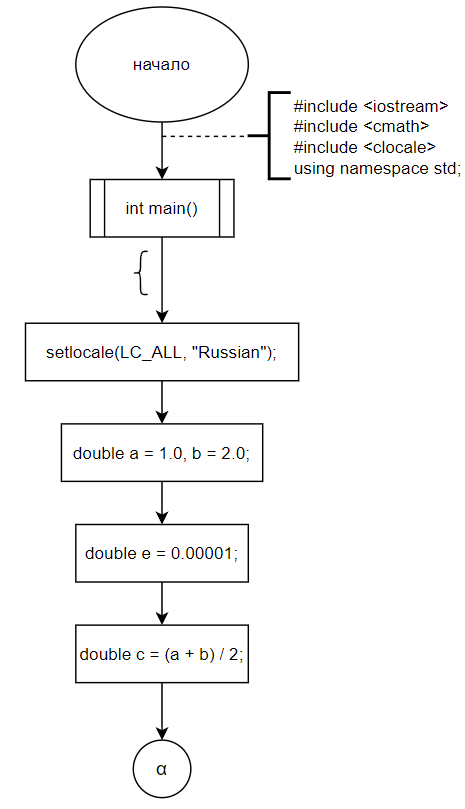 начало
#include <iostream>
#include <cmath>
#include <clocale>
using namespace std;
int main()
{
setlocale(LC_ALL, "Russian");
double a = 1.0, b = 2.0;
double e = 0.00001;
double c = (a + b) / 2;
α